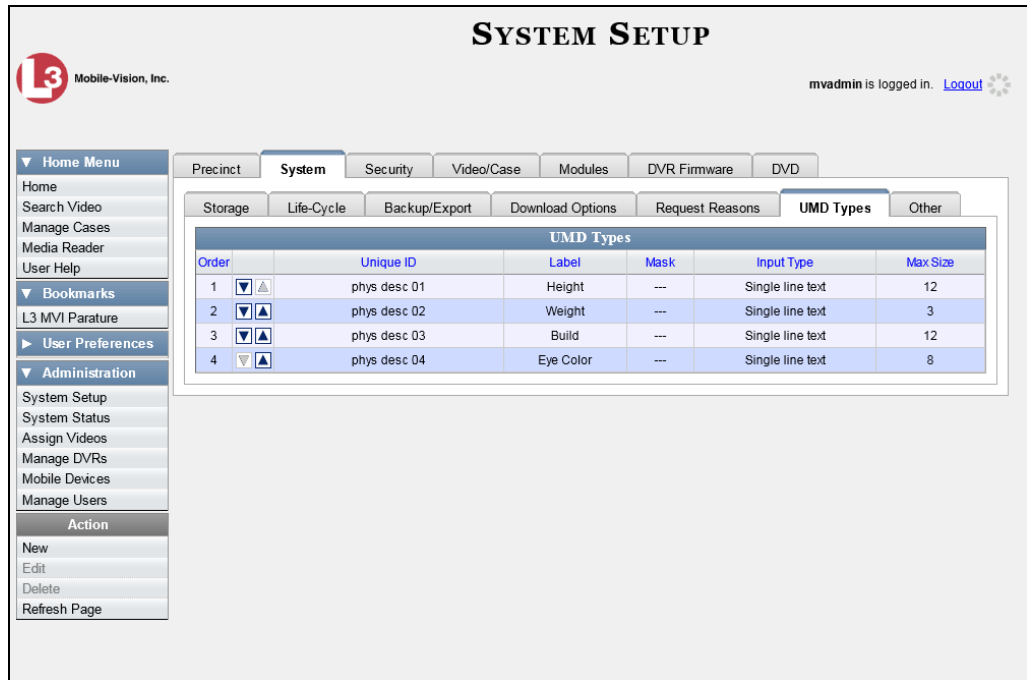 SYSTEM SETUP
L3 Mobile-Vision, Inc.
mvadmin is logged in. Logout
▼ Home Menu
Home
Search Video
Manage Cases
Media Reader
User Help
▼ Bookmarks
L3 MVI Parature
▶ User Preferences
▼ Administration
System Setup
System Status
Assign Videos
Manage DVRs
Mobile Devices
Manage Users
Action
New
Edit
Delete
Refresh Page
Precinct System Security Video/Case Modules DVR Firmware DVD
Storage Life-Cycle Backup/Export Download Options Request Reasons UMD Types Other
UMD Types
Order Unique ID Label Mask Input Type Max Size
1 phys desc 01 Height --- Single line text 12
2 phys desc 02 Weight --- Single line text 3
3 phys desc 03 Build --- Single line text 12
4 phys desc 04 Eye Color --- Single line text 8